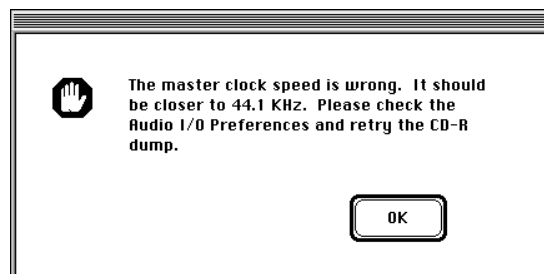 The master clock speed is wrong.  It should
be closer to 44.1 KHz.  Please check the
Audio I/O Preferences and retry the CD-R
dump.
OK